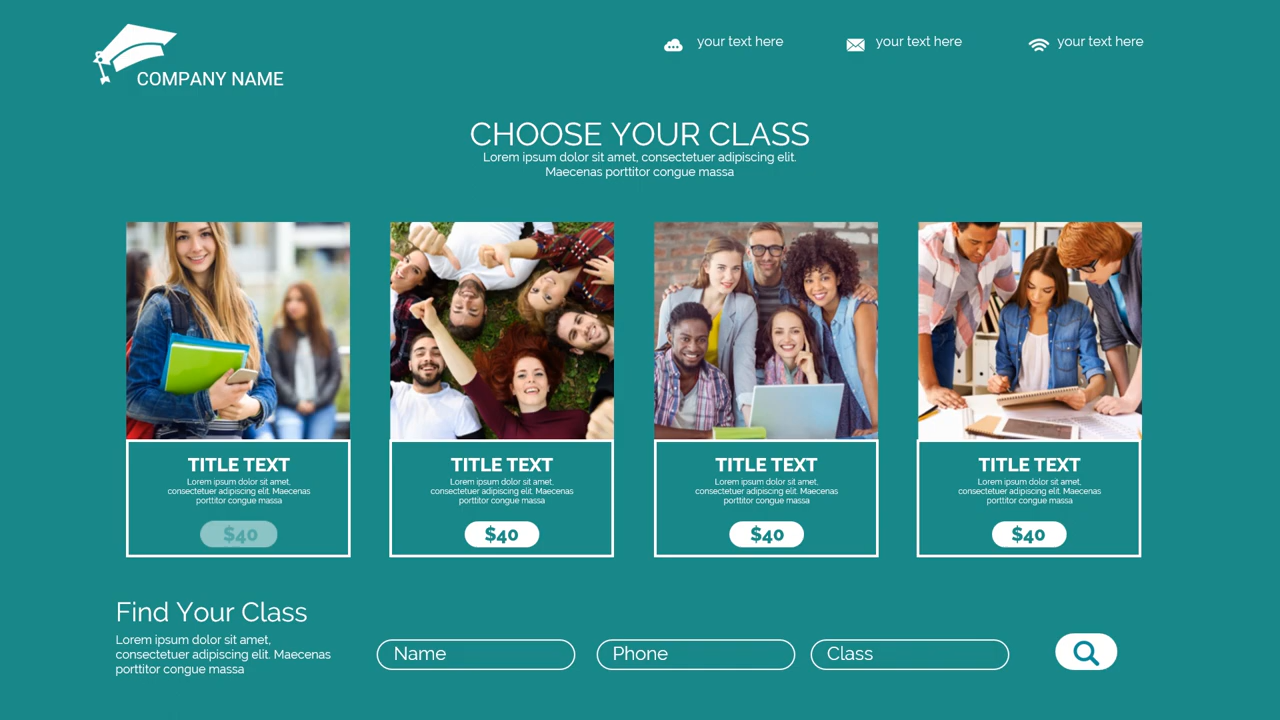 COMPANY NAME
your text here
your text here
your text here
CHOOSE YOUR CLASS
Lorem ipsum dolor sit amet, consectetuer adipiscing elit.
Maecenas porttitor congue massa
TITLE TEXT
Lorem ipsum dolor sit amet,
consectetuer adipiscing elit. Maecenas
porttitor congue massa
$40
TITLE TEXT
Lorem ipsum dolor sit amet,
consectetuer adipiscing elit. Maecenas
porttitor congue massa
$40
TITLE TEXT
Lorem ipsum dolor sit amet,
consectetuer adipiscing elit. Maecenas
porttitor congue massa
$40
TITLE TEXT
Lorem ipsum dolor sit amet,
consectetuer adipiscing elit. Maecenas
porttitor congue massa
$40
Find Your Class
Lorem ipsum dolor sit amet,
consectetuer adipiscing elit. Maecenas
porttitor congue massa
Name
Phone
Class